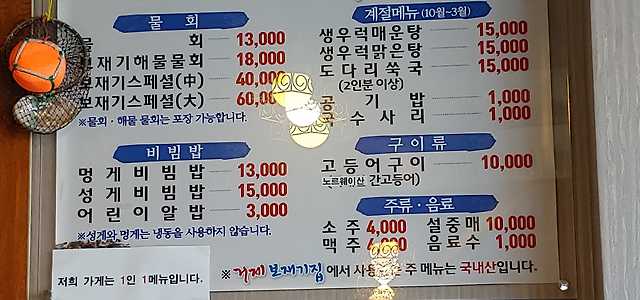 물회
물회 13,000
보재기해물물회 18,000
보재기스페셜(中) 40,000
보재기스페셜(大) 60,000
※물회·해물 물회는 포장 가능합니다.
비빔밥
멍게비빔밥 13,000
성게비빔밥 15,000
어린이알밥 3,000
※성게와 멍게는 냉동을 사용하지 않습니다.
저희 가게는 1인 1메뉴입니다.
계절메뉴 (10월~3월)
생우럭매운탕 15,000
생우럭맑은탕 15,000
도다리쑥국 15,000
(2인분 이상)
공기밥 1,000
국수사리 1,000
구이류
고등어구이 10,000
노르웨이산 간고등어)
주류·음료
소주 4,000 설중매 10,000
맥주 4,000 음료수 1,000
※거제 보재기집에서 사용하는 주 메뉴는 국내산입니다.